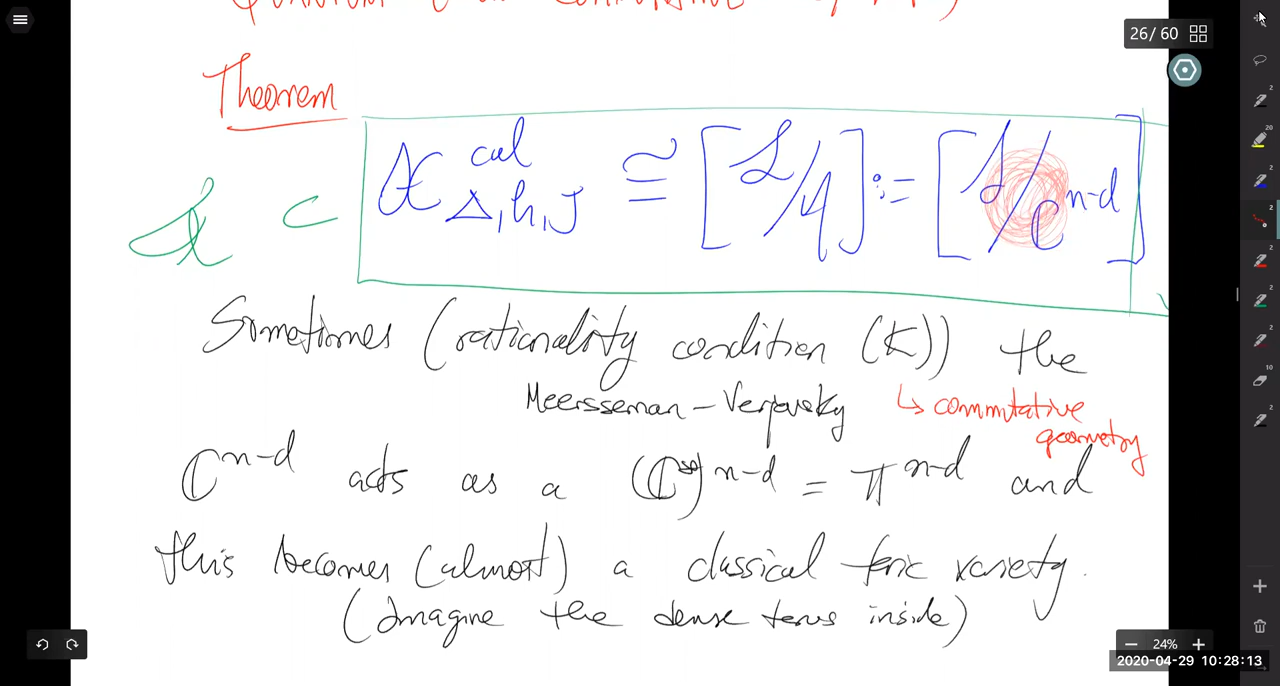 26 / 60
Theorem
𝒳^{cal}_{Δ,h,J} ≅ [𝓛/𝒜] := [𝓛/ℂ^{n-d}]
⊂
Sometimes (rationality condition (K)) the
Meersseman – Verjovsky ↳ commutative
geometry
ℂ^{n-d} acts as a (ℂ*)^{n-d} = 𝕋^{n-d} and
this becomes (almost) a classical toric variety.
(Imagine the dense torus inside)
24%
2020-04-29 10:28:13